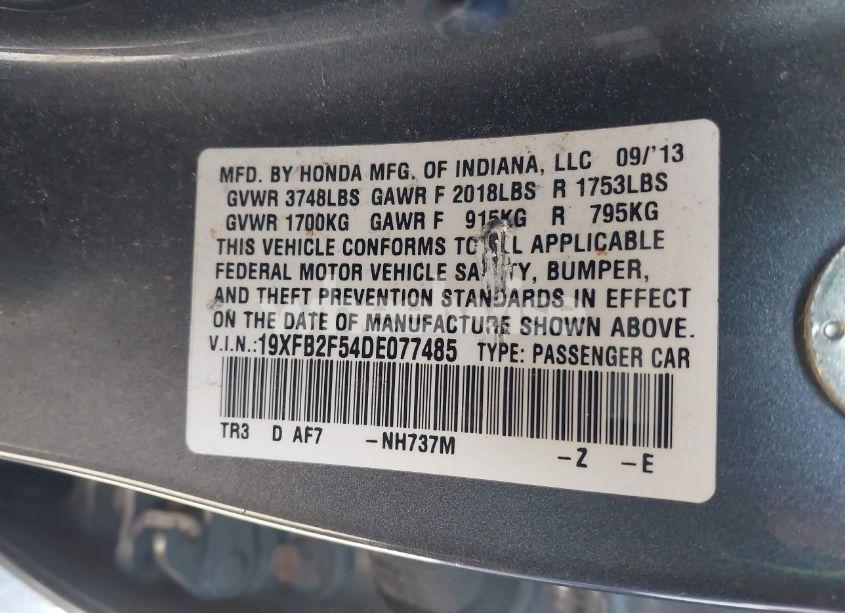 MFD. BY HONDA MFG. OF INDIANA, LLC 09/'13
GVWR 3748LBS GAWR F 2018LBS R 1753LBS
GVWR 1700KG GAWR F 915KG R 795KG
THIS VEHICLE CONFORMS TO ALL APPLICABLE
FEDERAL MOTOR VEHICLE SAFETY, BUMPER,
AND THEFT PREVENTION STANDARDS IN EFFECT
ON THE DATE OF MANUFACTURE SHOWN ABOVE.
V.I.N.:19XFB2F54DE077485 TYPE: PASSENGER CAR
TR3 D AF7 -NH737M
-Z -E